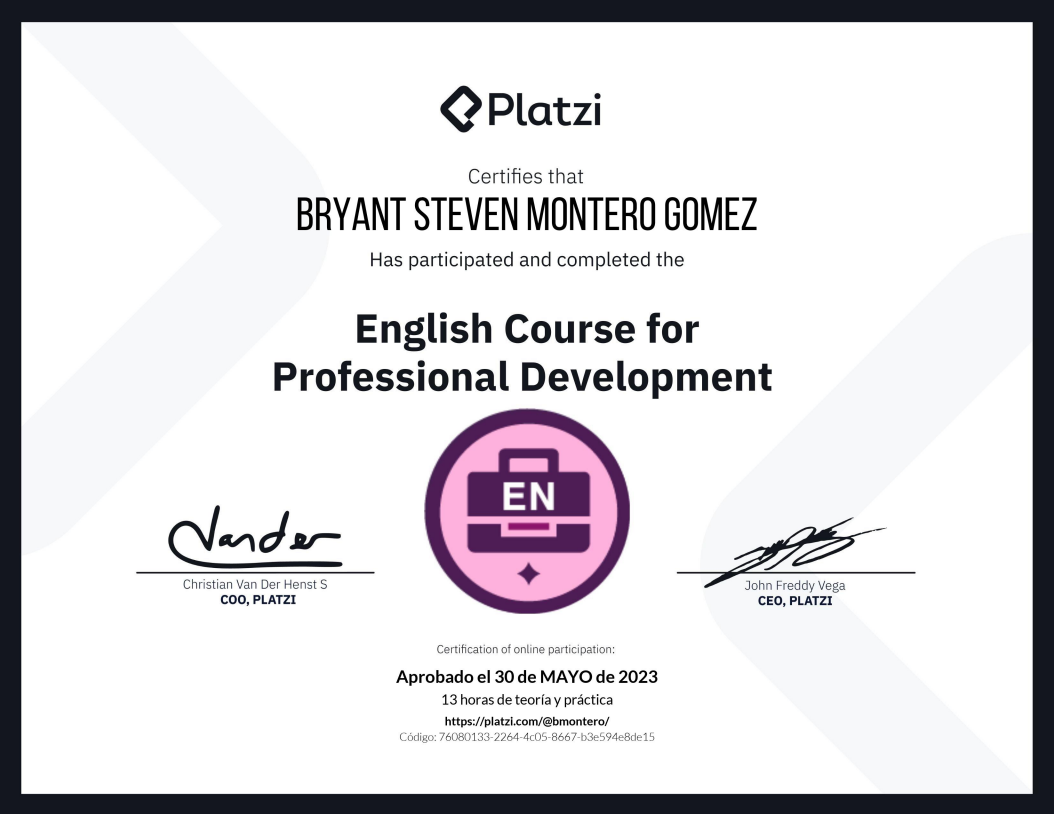 Platzi
Certifies that
BRYANT STEVEN MONTERO GOMEZ
Has participated and completed the
English Course for
Professional Development
EN
Vander
Christian Van Der Henst S
COO, PLATZI
John Freddy Vega
CEO, PLATZI
Certification of online participation:
Aprobado el 30 de MAYO de 2023
13 horas de teoría y práctica
https://platzi.com/@bmontero/
Código: 76080133-2264-4c05-8667-b3e594e8de15